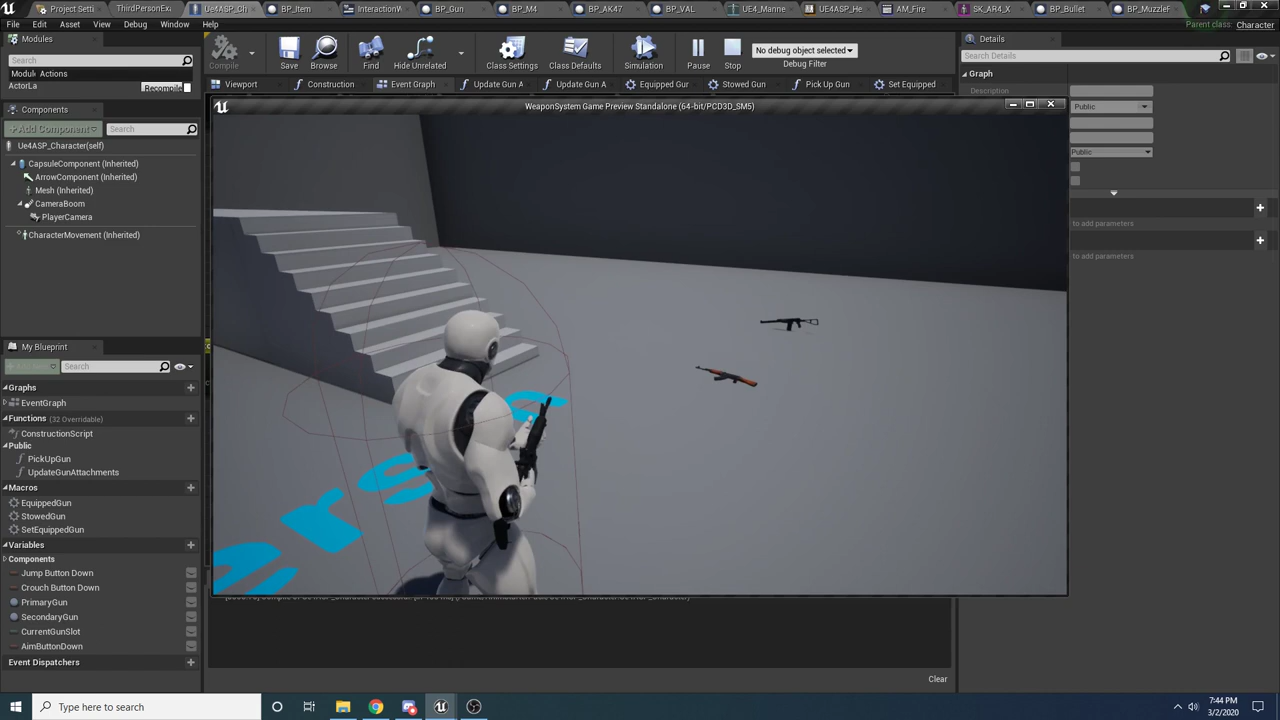 Project Setti
ThirdPersonEx
Ue4ASP_Ch
BP_Item
InteractionW
BP_Gun
BP_M4
BP_AK47
BP_VAL
UE4_Manne
UE4ASP_He
AM_Fire
SK_AR4_X
BP_Bullet
BP_MuzzleF
File
Edit
Asset
View
Debug
Window
Help
Parent class: Character
Modules
Search
Module Actions
ActorLa
Recompile
Components
+Add Component
Search
Ue4ASP_Character(self)
CapsuleComponent (Inherited)
ArrowComponent (Inherited)
Mesh (Inherited)
CameraBoom
PlayerCamera
CharacterMovement (Inherited)
My Blueprint
Search
Graphs
EventGraph
Functions (32 Overridable)
ConstructionScript
Public
PickUpGun
UpdateGunAttachments
Macros
EquippedGun
StowedGun
SetEquippedGun
Variables
Components
Jump Button Down
Crouch Button Down
PrimaryGun
SecondaryGun
CurrentGunSlot
AimButtonDown
Event Dispatchers
Compile
Save
Browse
Find
Hide Unrelated
Class Settings
Class Defaults
Simulation
Pause
Stop
No debug object selected
Debug Filter
Viewport
Construction
Event Graph
Update Gun A
Update Gun A
Equipped Gur
Stowed Gun
Pick Up Gun
Set Equipped
WeaponSystem Game Preview Standalone (64-bit/PCD3D_SM5)
Clear
Details
Search Details
Graph
Description
Public
Public
to add parameters
to add parameters
Type here to search
7:44 PM
3/2/2020